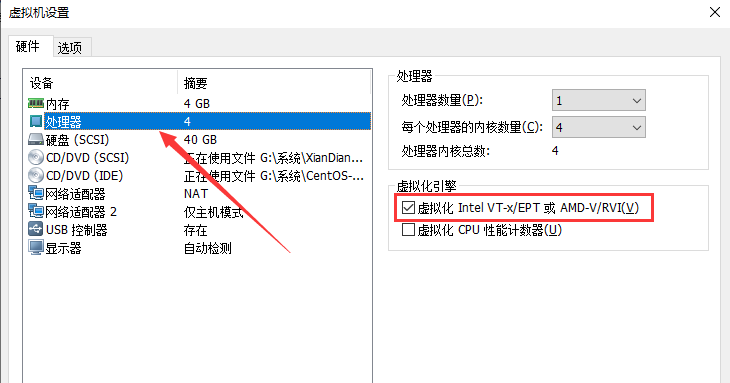 虚拟机设置
硬件 选项
设备 摘要
内存 4 GB
处理器 4
硬盘 (SCSI) 40 GB
CD/DVD (SCSI) 正在使用文件 G:\系统\XianDian...
CD/DVD (IDE) 正在使用文件 G:\系统\CentOS-...
网络适配器 NAT
网络适配器 2 仅主机模式
USB 控制器 存在
显示器 自动检测
处理器
处理器数量(P): 1
每个处理器的内核数量(C): 4
处理器内核总数: 4
虚拟化引擎
虚拟化 Intel VT-x/EPT 或 AMD-V/RVI(V)
虚拟化 CPU 性能计数器(U)